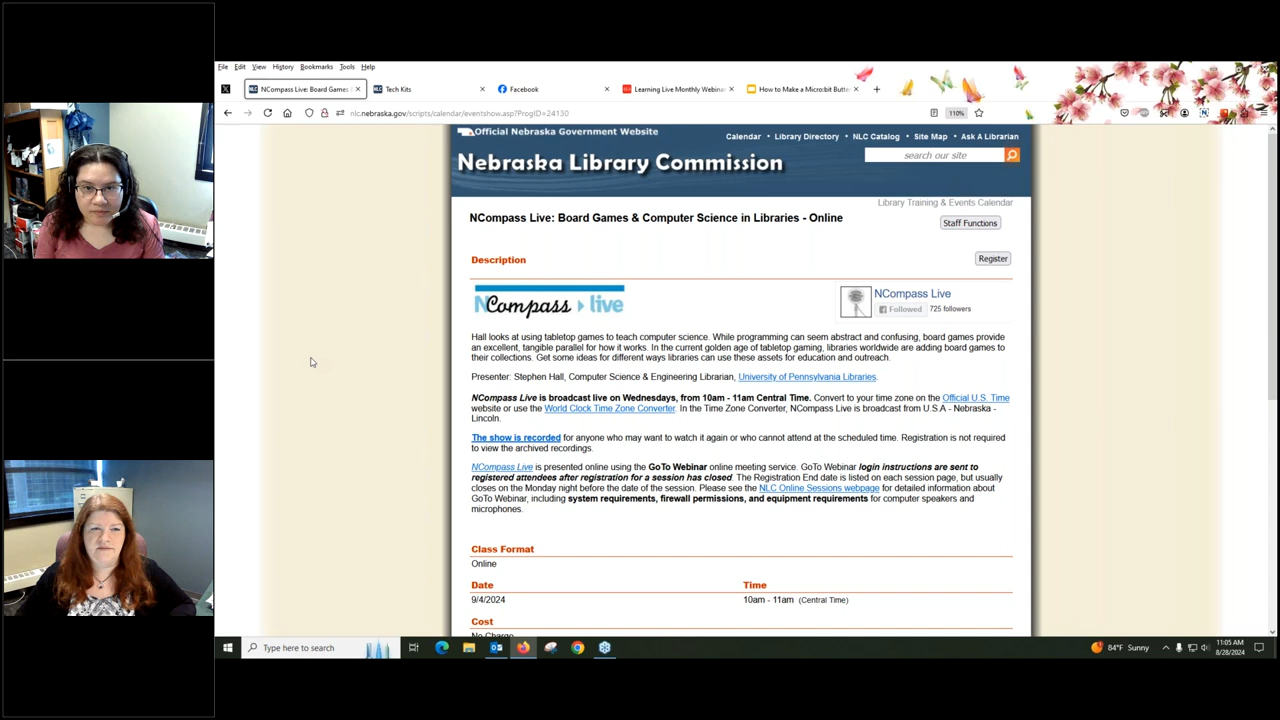 File Edit View History Bookmarks Tools Help
NCompass Live: Board Games
Tech Kits
Facebook
Learning Live Monthly Webinar
How to Make a Micro:bit Butte
nlc.nebraska.gov/scripts/calendar/eventshow.asp?ProgID=24130
110%
Official Nebraska Government Website
Calendar • Library Directory • NLC Catalog • Site Map • Ask A Librarian
Nebraska Library Commission
search our site
Library Training & Events Calendar
NCompass Live: Board Games & Computer Science in Libraries - Online
Staff Functions
Description
Register
NCompass live
NCompass Live
Followed 725 followers
Hall looks at using tabletop games to teach computer science. While programming can seem abstract and confusing, board games provide
an excellent, tangible parallel for how it works. In the current golden age of tabletop gaming, libraries worldwide are adding board games to
their collections. Get some ideas for different ways libraries can use these assets for education and outreach.
Presenter: Stephen Hall, Computer Science & Engineering Librarian, University of Pennsylvania Libraries.
NCompass Live is broadcast live on Wednesdays, from 10am - 11am Central Time. Convert to your time zone on the Official U.S. Time
website or use the World Clock Time Zone Converter. In the Time Zone Converter, NCompass Live is broadcast from U.S.A - Nebraska -
Lincoln.
The show is recorded for anyone who may want to watch it again or who cannot attend at the scheduled time. Registration is not required
to view the archived recordings.
NCompass Live is presented online using the GoTo Webinar online meeting service. GoTo Webinar login instructions are sent to
registered attendees after registration for a session has closed. The Registration End date is listed on each session page, but usually
closes on the Monday night before the date of the session. Please see the NLC Online Sessions webpage for detailed information about
GoTo Webinar, including system requirements, firewall permissions, and equipment requirements for computer speakers and
microphones.
Class Format
Online
Date Time
9/4/2024 10am - 11am (Central Time)
Cost
No Charge
Type here to search
84°F Sunny
11:05 AM
8/28/2024